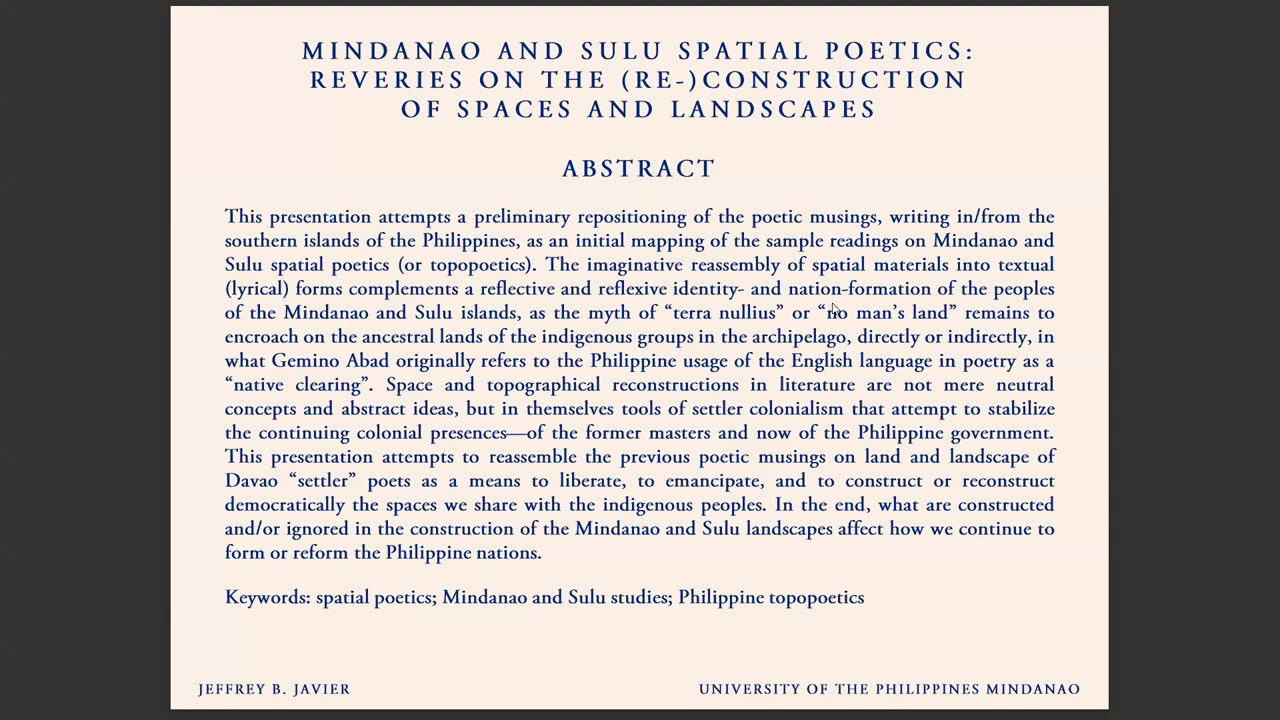 MINDANAO AND SULU SPATIAL POETICS:
REVERIES ON THE (RE-)CONSTRUCTION
OF SPACES AND LANDSCAPES
ABSTRACT
This presentation attempts a preliminary repositioning of the poetic musings, writing in/from the
southern islands of the Philippines, as an initial mapping of the sample readings on Mindanao and
Sulu spatial poetics (or topopoetics). The imaginative reassembly of spatial materials into textual
(lyrical) forms complements a reflective and reflexive identity- and nation-formation of the peoples
of the Mindanao and Sulu islands, as the myth of “terra nullius” or “no man’s land” remains to
encroach on the ancestral lands of the indigenous groups in the archipelago, directly or indirectly, in
what Gemino Abad originally refers to the Philippine usage of the English language in poetry as a
“native clearing”. Space and topographical reconstructions in literature are not mere neutral
concepts and abstract ideas, but in themselves tools of settler colonialism that attempt to stabilize
the continuing colonial presences—of the former masters and now of the Philippine government.
This presentation attempts to reassemble the previous poetic musings on land and landscape of
Davao “settler” poets as a means to liberate, to emancipate, and to construct or reconstruct
democratically the spaces we share with the indigenous peoples. In the end, what are constructed
and/or ignored in the construction of the Mindanao and Sulu landscapes affect how we continue to
form or reform the Philippine nations.
Keywords: spatial poetics; Mindanao and Sulu studies; Philippine topopoetics
JEFFREY B. JAVIER
UNIVERSITY OF THE PHILIPPINES MINDANAO